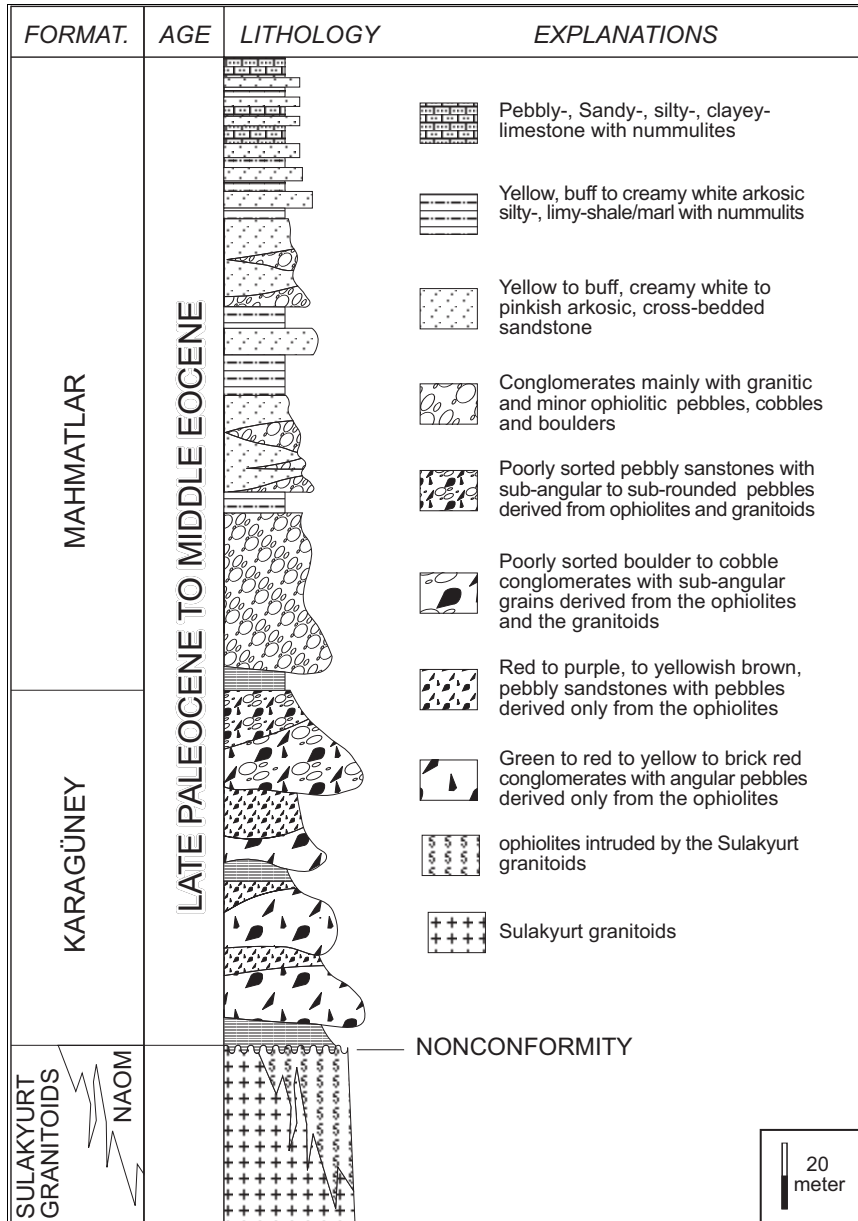 FORMAT.
AGE
LITHOLOGY
EXPLANATIONS
MAHMATLAR
KARAGÜNEY
SULAKYURT
GRANITOIDS
NAOM
LATE PALEOCENE TO MIDDLE EOCENE
Pebbly-, Sandy-, silty-, clayey-
limestone with nummulites
Yellow, buff to creamy white arkosic
silty-, limy-shale/marl with nummulits
Yellow to buff, creamy white to
pinkish arkosic, cross-bedded
sandstone
Conglomerates mainly with granitic
and minor ophiolitic pebbles, cobbles
and boulders
Poorly sorted pebbly sanstones with
sub-angular to sub-rounded pebbles
derived from ophiolites and granitoids
Poorly sorted boulder to cobble
conglomerates with sub-angular
grains derived from the ophiolites
and the granitoids
Red to purple, to yellowish brown,
pebbly sandstones with pebbles
derived only from the ophiolites
Green to red to yellow to brick red
conglomerates with angular pebbles
derived only from the ophiolites
ophiolites intruded by the Sulakyurt
granitoids
Sulakyurt granitoids
NONCONFORMITY
20
meter